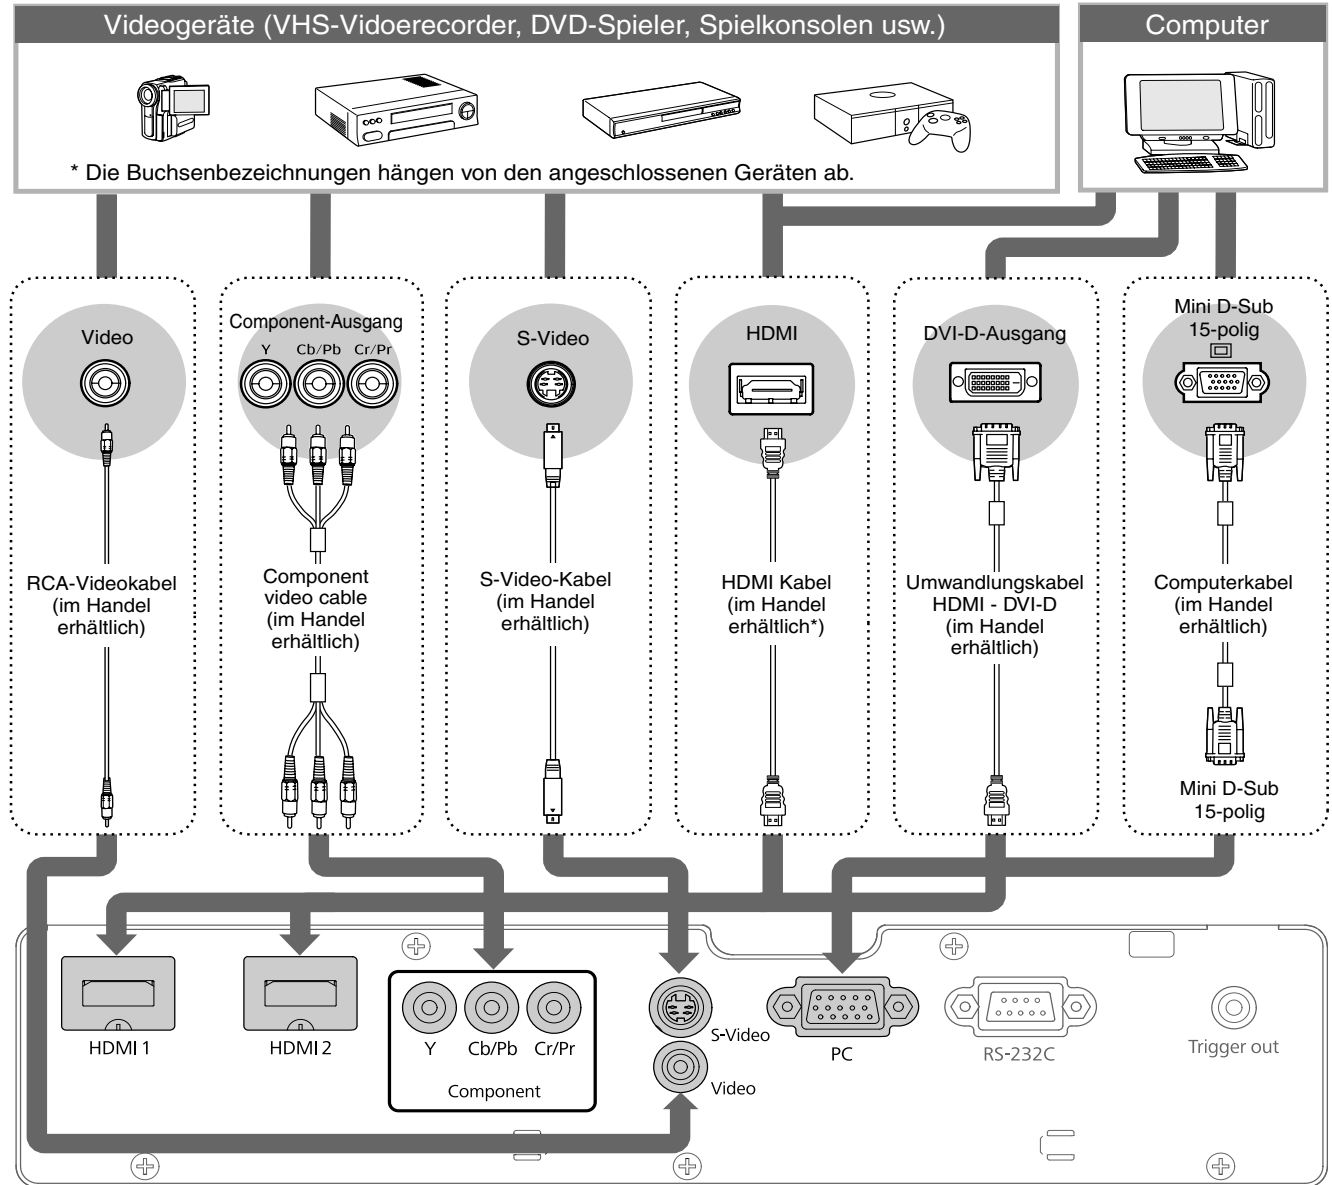 Videogeräte (VHS-Vidoerecorder, DVD-Spieler, Spielkonsolen usw.)
Computer
* Die Buchsenbezeichnungen hängen von den angeschlossenen Geräten ab.
Video
Component-Ausgang
Y Cb/Pb Cr/Pr
S-Video
HDMI
DVI-D-Ausgang
Mini D-Sub
15-polig
RCA-Videokabel
(im Handel
erhältlich)
Component
video cable
(im Handel
erhältlich)
S-Video-Kabel
(im Handel
erhältlich)
HDMI Kabel
(im Handel
erhältlich*)
Umwandlungskabel
HDMI - DVI-D
(im Handel
erhältlich)
Computerkabel
(im Handel
erhältlich)
Mini D-Sub
15-polig
HDMI 1
HDMI 2
Y Cb/Pb Cr/Pr
Component
S-Video
Video
PC
RS-232C
Trigger out